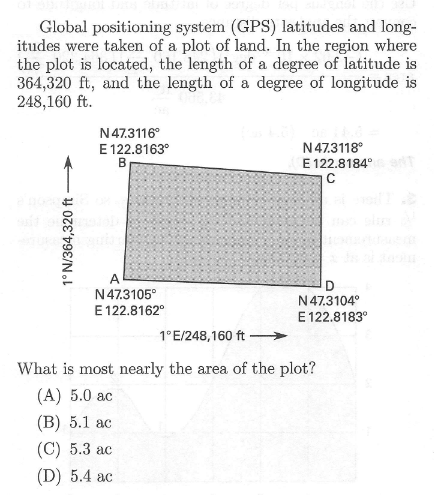 Global positioning system (GPS) latitudes and long-
itudes were taken of a plot of land. In the region where
the plot is located, the length of a degree of latitude is
364,320 ft, and the length of a degree of longitude is
248,160 ft.
N 47.3116°
E 122.8163°
B
N 47.3118°
E 122.8184°
C
1° N/364,320 ft
A
N 47.3105°
E 122.8162°
D
N 47.3104°
E 122.8183°
1° E/248,160 ft
What is most nearly the area of the plot?
(A) 5.0 ac
(B) 5.1 ac
(C) 5.3 ac
(D) 5.4 ac